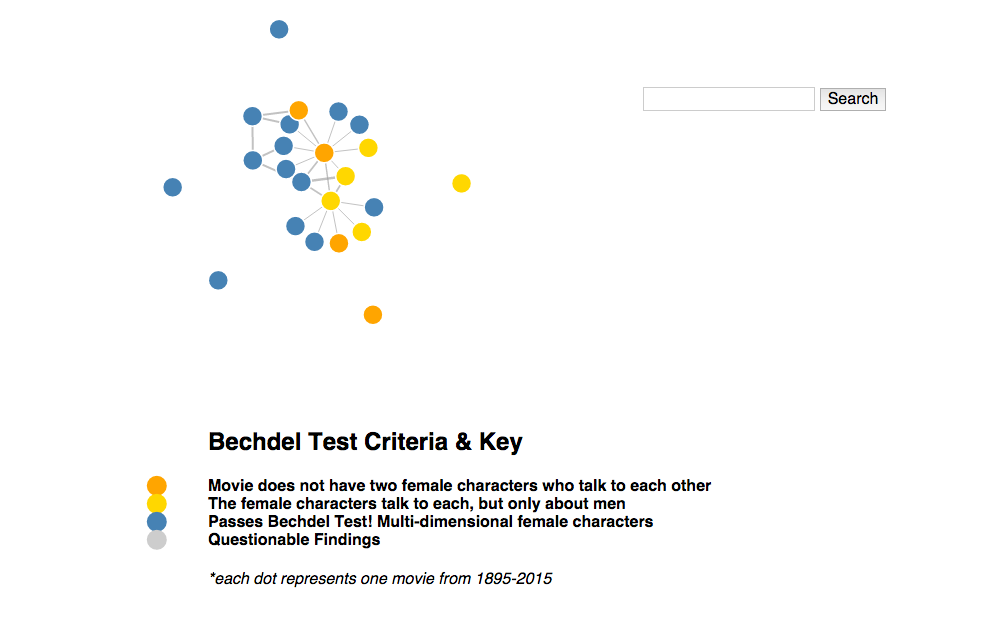 Search
Bechdel Test Criteria & Key
Movie does not have two female characters who talk to each other
The female characters talk to each, but only about men
Passes Bechdel Test! Multi-dimensional female characters
Questionable Findings
*each dot represents one movie from 1895-2015